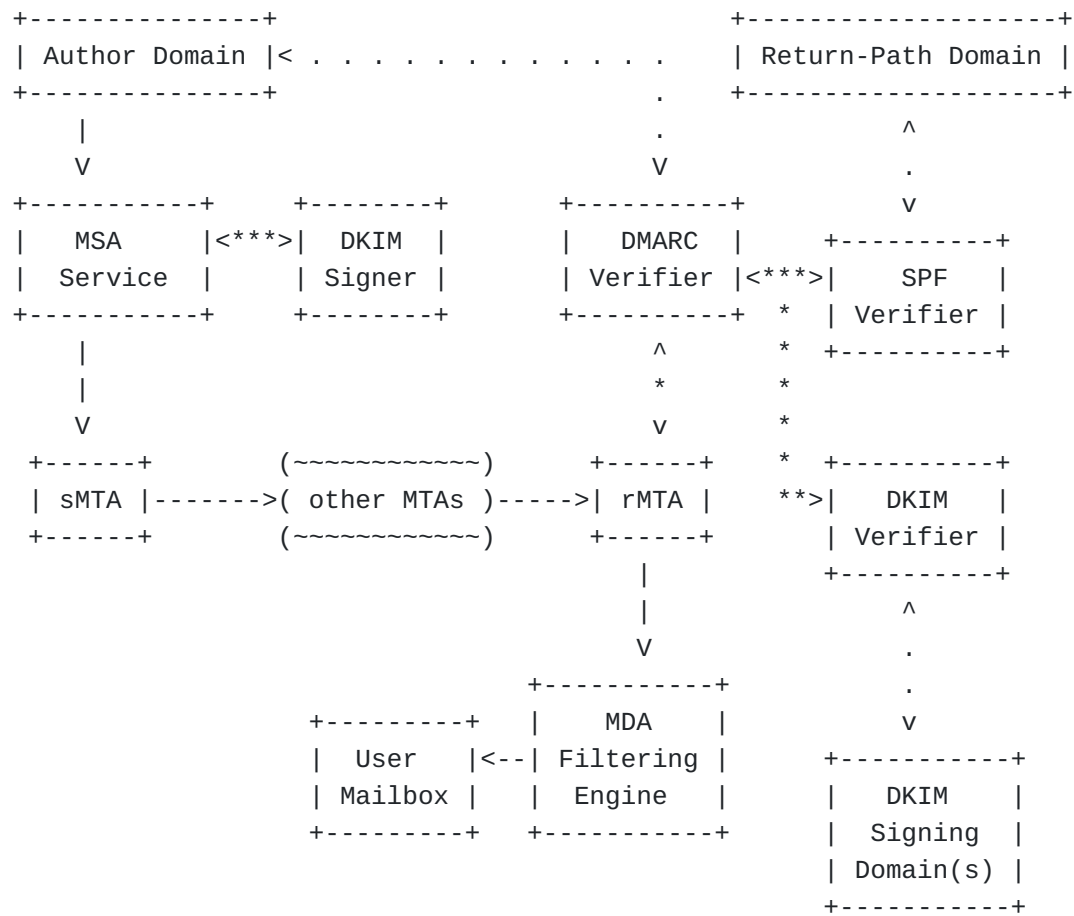 Author Domain
Return-Path Domain
MSA
Service
DKIM
Signer
DMARC
Verifier
SPF
Verifier
sMTA
other MTAs
rMTA
DKIM
Verifier
User
Mailbox
MDA
Filtering
Engine
DKIM
Signing
Domain(s)